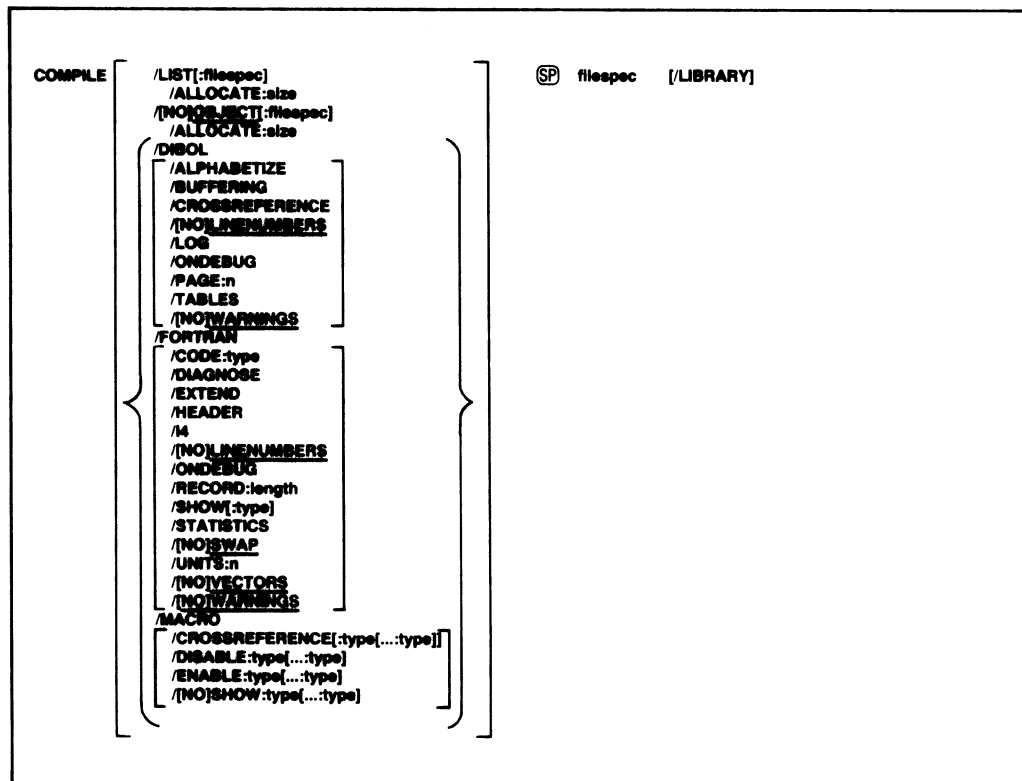 COMPILE /LIST[:filespec] (SP) filespec [/LIBRARY]
/ALLOCATE:size
/[NO]OBJECT[:filespec]
/ALLOCATE:size
/DIBOL
/ALPHABETIZE
/BUFFERING
/CROSSREFERENCE
/[NO]LINENUMBERS
/LOG
/ONDEBUG
/PAGE:n
/TABLES
/[NO]WARNINGS
/FORTRAN
/CODE:type
/DIAGNOSE
/EXTEND
/HEADER
/I4
/[NO]LINENUMBERS
/ONDEBUG
/RECORD:length
/SHOW[:type]
/STATISTICS
/[NO]SWAP
/UNITS:n
/[NO]VECTORS
/[NO]WARNINGS
/MACRO
/CROSSREFERENCE[:type[...:type]]
/DISABLE:type[...:type]
/ENABLE:type[...:type]
/[NO]SHOW:type[...:type]